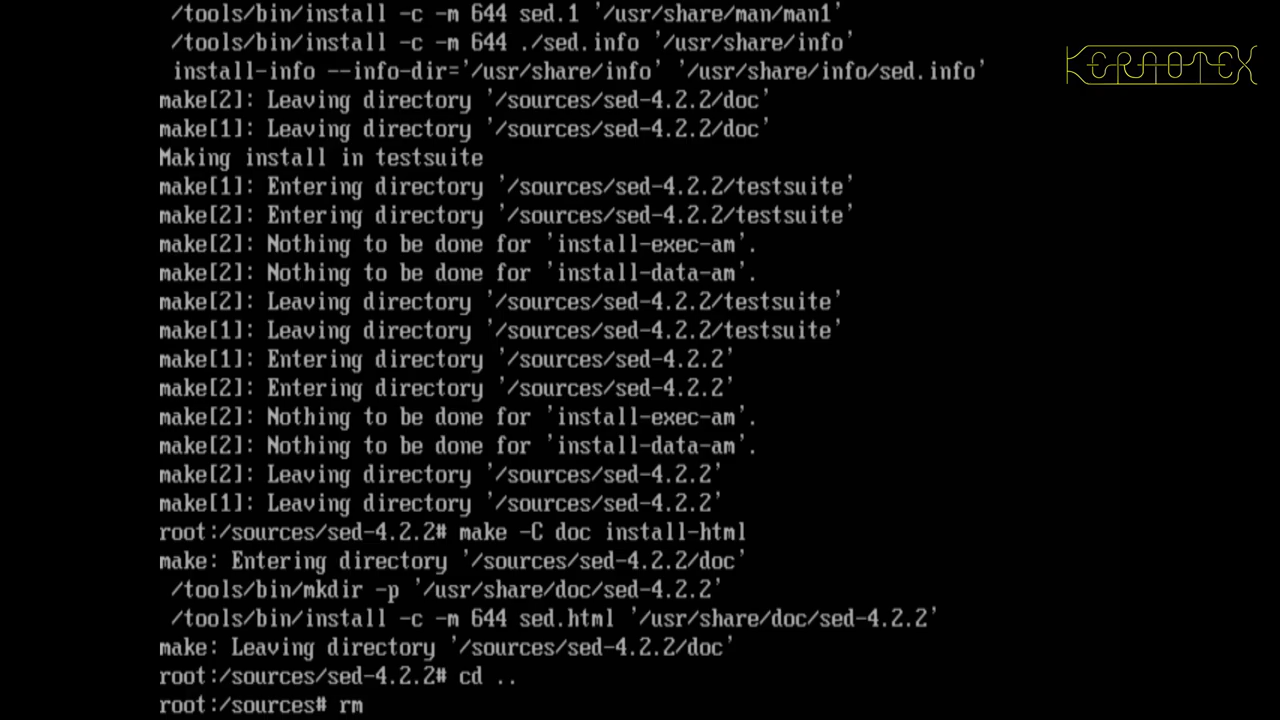 /tools/bin/install -c -m 644 sed.1 '/usr/share/man/man1'
/tools/bin/install -c -m 644 ./sed.info '/usr/share/info'
install-info --info-dir='/usr/share/info' '/usr/share/info/sed.info'
KERNOTEX
make[2]: Leaving directory '/sources/sed-4.2.2/doc'
make[1]: Leaving directory '/sources/sed-4.2.2/doc'
Making install in testsuite
make[1]: Entering directory '/sources/sed-4.2.2/testsuite'
make[2]: Entering directory '/sources/sed-4.2.2/testsuite'
make[2]: Nothing to be done for 'install-exec-am'.
make[2]: Nothing to be done for 'install-data-am'.
make[2]: Leaving directory '/sources/sed-4.2.2/testsuite'
make[1]: Leaving directory '/sources/sed-4.2.2/testsuite'
make[1]: Entering directory '/sources/sed-4.2.2'
make[2]: Entering directory '/sources/sed-4.2.2'
make[2]: Nothing to be done for 'install-exec-am'.
make[2]: Nothing to be done for 'install-data-am'.
make[2]: Leaving directory '/sources/sed-4.2.2'
make[1]: Leaving directory '/sources/sed-4.2.2'
root:/sources/sed-4.2.2# make -C doc install-html
make: Entering directory '/sources/sed-4.2.2/doc'
/tools/bin/mkdir -p '/usr/share/doc/sed-4.2.2'
/tools/bin/install -c -m 644 sed.html '/usr/share/doc/sed-4.2.2'
make: Leaving directory '/sources/sed-4.2.2/doc'
root:/sources/sed-4.2.2# cd ..
root:/sources# rm